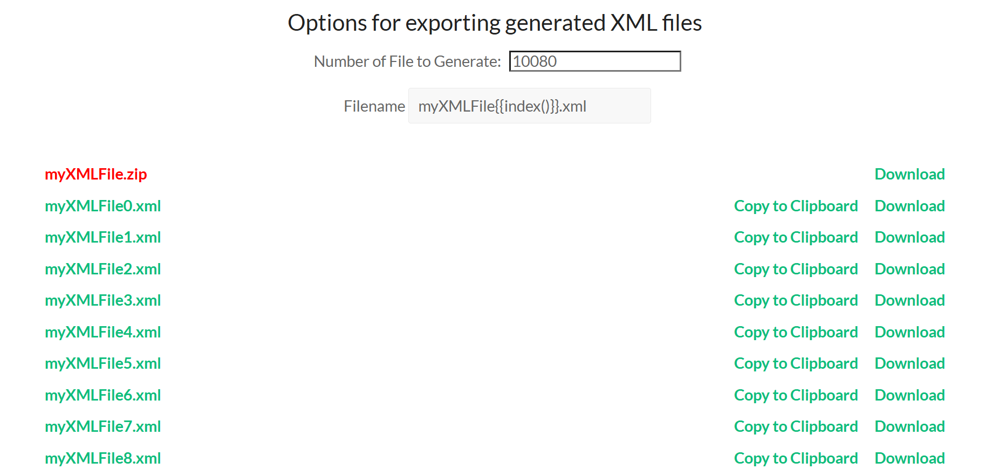 Options for exporting generated XML files
Number of File to Generate: 10080
Filename myXMLFile{{index()}}.xml
myXMLFile.zip Download
myXMLFile0.xml Copy to Clipboard Download
myXMLFile1.xml Copy to Clipboard Download
myXMLFile2.xml Copy to Clipboard Download
myXMLFile3.xml Copy to Clipboard Download
myXMLFile4.xml Copy to Clipboard Download
myXMLFile5.xml Copy to Clipboard Download
myXMLFile6.xml Copy to Clipboard Download
myXMLFile7.xml Copy to Clipboard Download
myXMLFile8.xml Copy to Clipboard Download